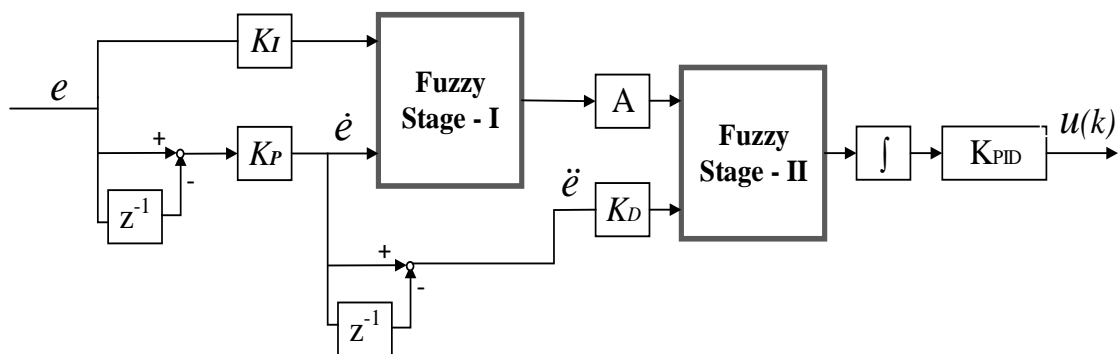 e
K_I
+
-
z⁻¹
K_P
ė
Fuzzy
Stage - I
+
-
z⁻¹
A
ë
K_D
Fuzzy
Stage - II
∫
K_PID
u(k)